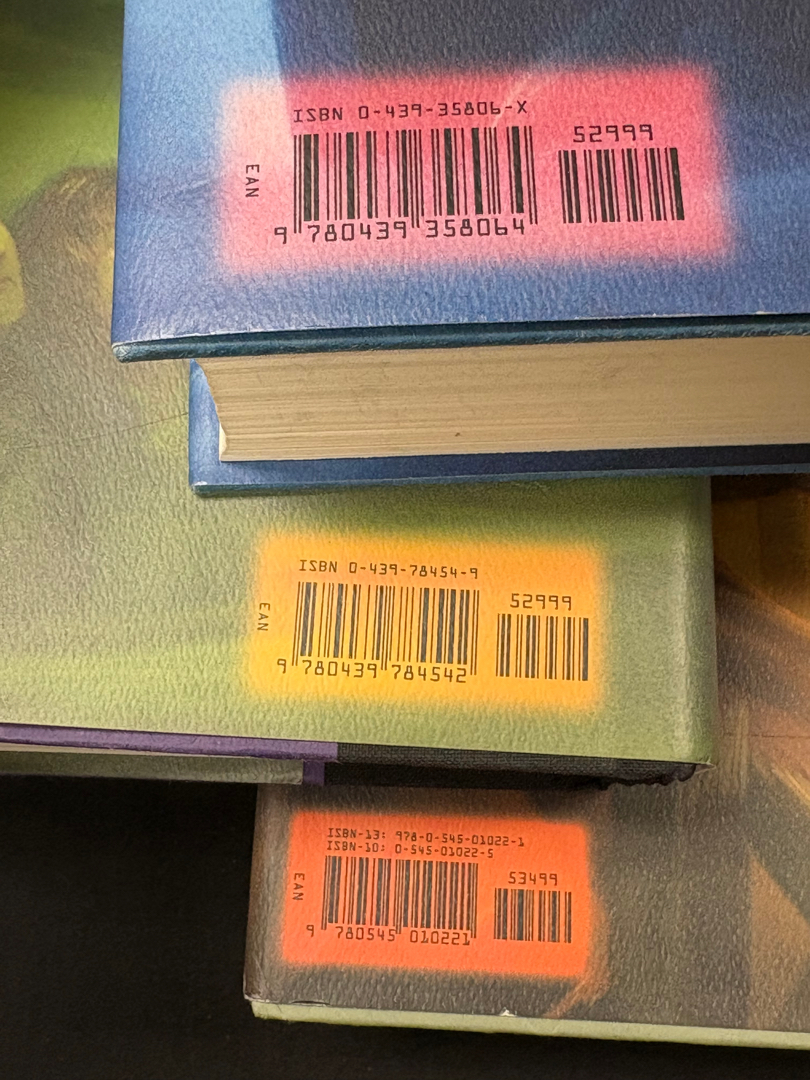 ISBN 0-439-35806-X
52999
EAN
9 780439 358064
ISBN 0-439-78454-9
52999
EAN
9 780439 784542
ISBN-13: 978-0-545-01022-1
ISBN-10: 0-545-01022-5
53499
EAN
9 780545 010221